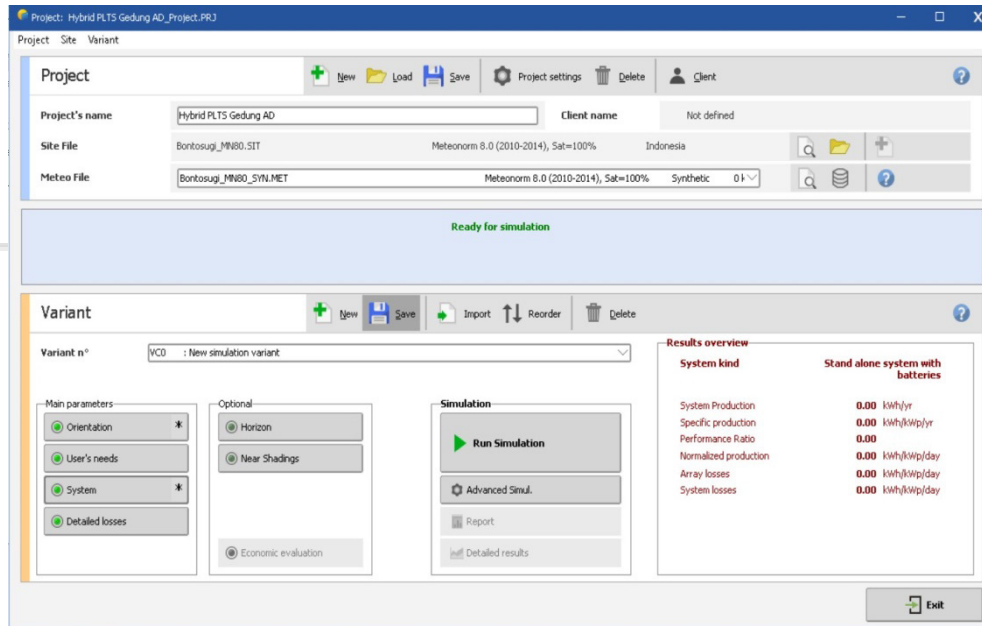 Project: Hybrid PLTS Gedung AD_Project.PRJ
Project Site Variant
Project New Load Save Project settings Delete Client
Project's name Hybrid PLTS Gedung AD Client name Not defined
Site File Bontosugi_MN80.SIT Meteonorm 8.0 (2010-2014), Sat=100% Indonesia
Meteo File Bontosugi_MN80_SYN.MET Meteonorm 8.0 (2010-2014), Sat=100% Synthetic 0 k
Ready for simulation
Variant New Save Import Reorder Delete
Variant n° VC0 : New simulation variant
Results overview
System kind Stand alone system with
batteries
Main parameters Optional Simulation
Orientation * Horizon Run Simulation
User's needs Near Shadings
System * Advanced Simul.
Detailed losses Report
Economic evaluation Detailed results
System Production 0.00 kWh/yr
Specific production 0.00 kWh/kWp/yr
Performance Ratio 0.00
Normalized production 0.00 kWh/kWp/day
Array losses 0.00 kWh/kWp/day
System losses 0.00 kWh/kWp/day
Exit